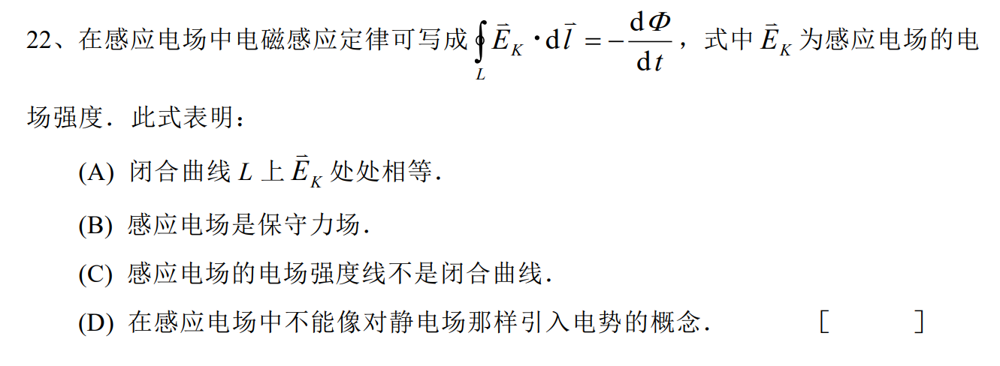 22、在感应电场中电磁感应定律可写成 $\oint_L \vec{E}_K \cdot \mathrm{d}\vec{l} = -\frac{\mathrm{d}\Phi}{\mathrm{d}t}$，式中 $\vec{E}_K$ 为感应电场的电
场强度．此式表明：
(A) 闭合曲线 L 上 $\vec{E}_K$ 处处相等．
(B) 感应电场是保守力场．
(C) 感应电场的电场强度线不是闭合曲线．
(D) 在感应电场中不能像对静电场那样引入电势的概念． ［ ］